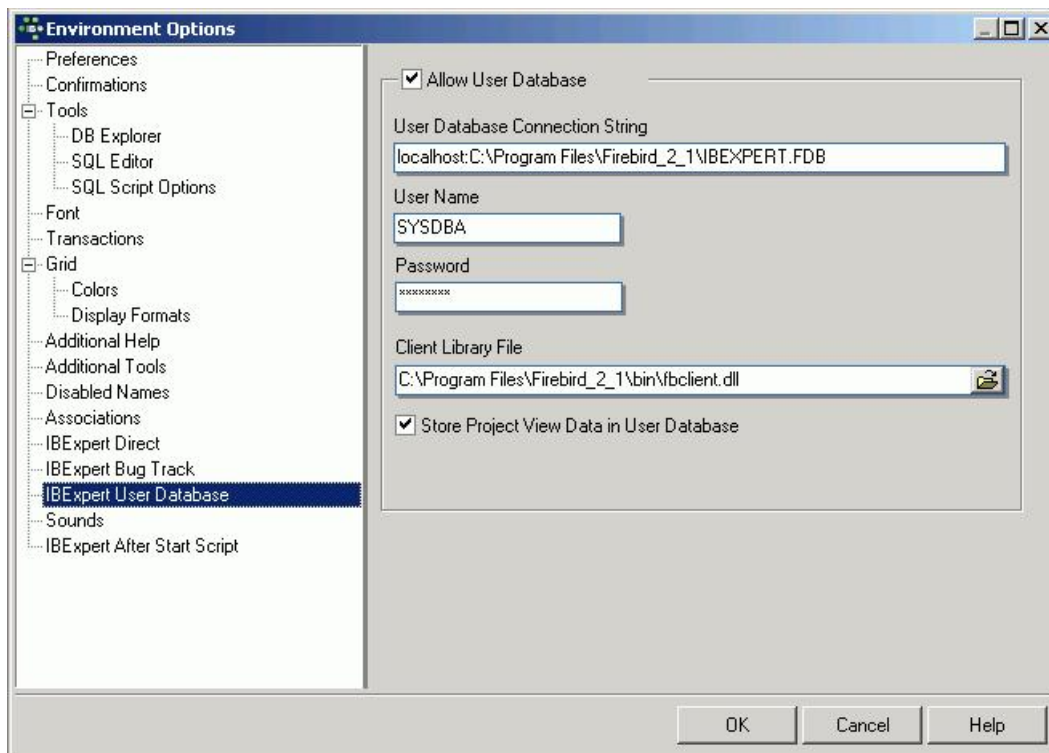 Environment Options
Preferences
Confirmations
Tools
DB Explorer
SQL Editor
SQL Script Options
Font
Transactions
Grid
Colors
Display Formats
Additional Help
Additional Tools
Disabled Names
Associations
IBExpert Direct
IBExpert Bug Track
IBExpert User Database
Sounds
IBExpert After Start Script
Allow User Database
User Database Connection String
localhost:C:\Program Files\Firebird_2_1\IBEXPERT.FDB
User Name
SYSDBA
Password
********
Client Library File
C:\Program Files\Firebird_2_1\bin\fbclient.dll
Store Project View Data in User Database
OK
Cancel
Help